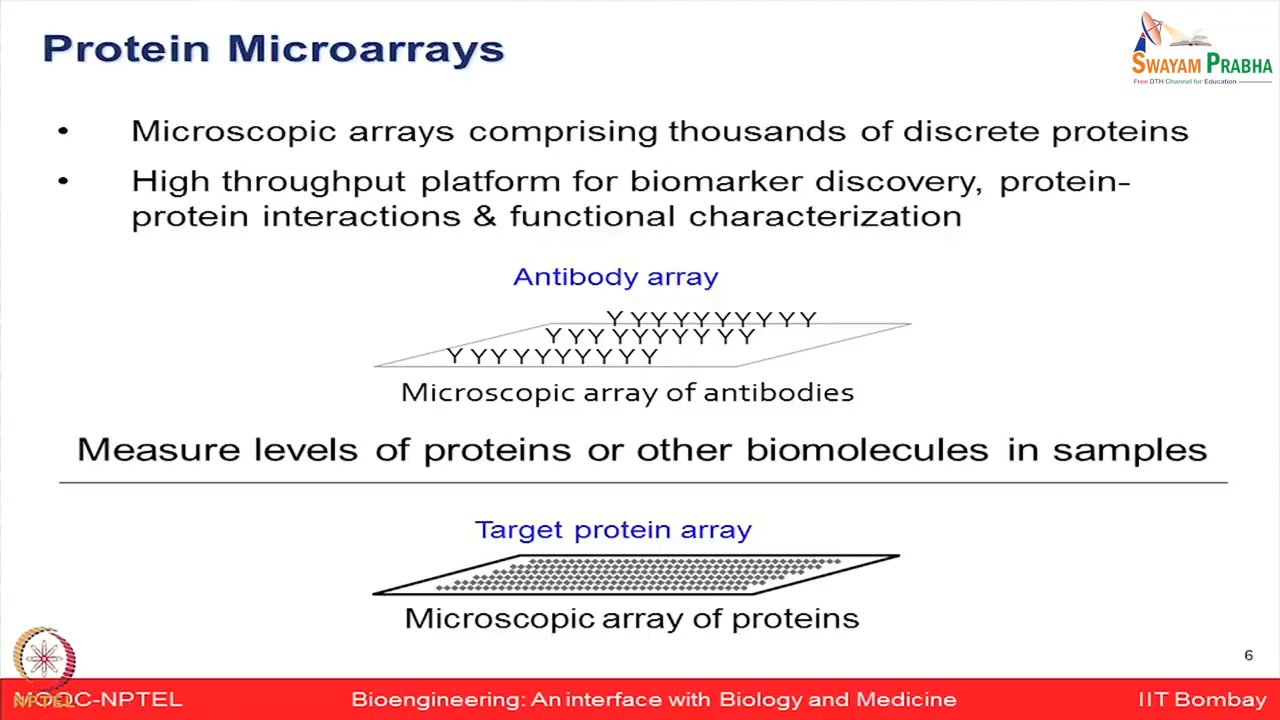 Protein Microarrays
SWAYAM PRABHA
Free DTH Channel for Education
• Microscopic arrays comprising thousands of discrete proteins
• High throughput platform for biomarker discovery, protein-
protein interactions & functional characterization
Antibody array
Y Y Y Y Y Y Y Y Y Y
Y Y Y Y Y Y Y Y Y Y
Y Y Y Y Y Y Y Y Y Y
Microscopic array of antibodies
Measure levels of proteins or other biomolecules in samples
Target protein array
Microscopic array of proteins
6
NPTEL
MOOC-NPTEL
Bioengineering: An interface with Biology and Medicine
IIT Bombay